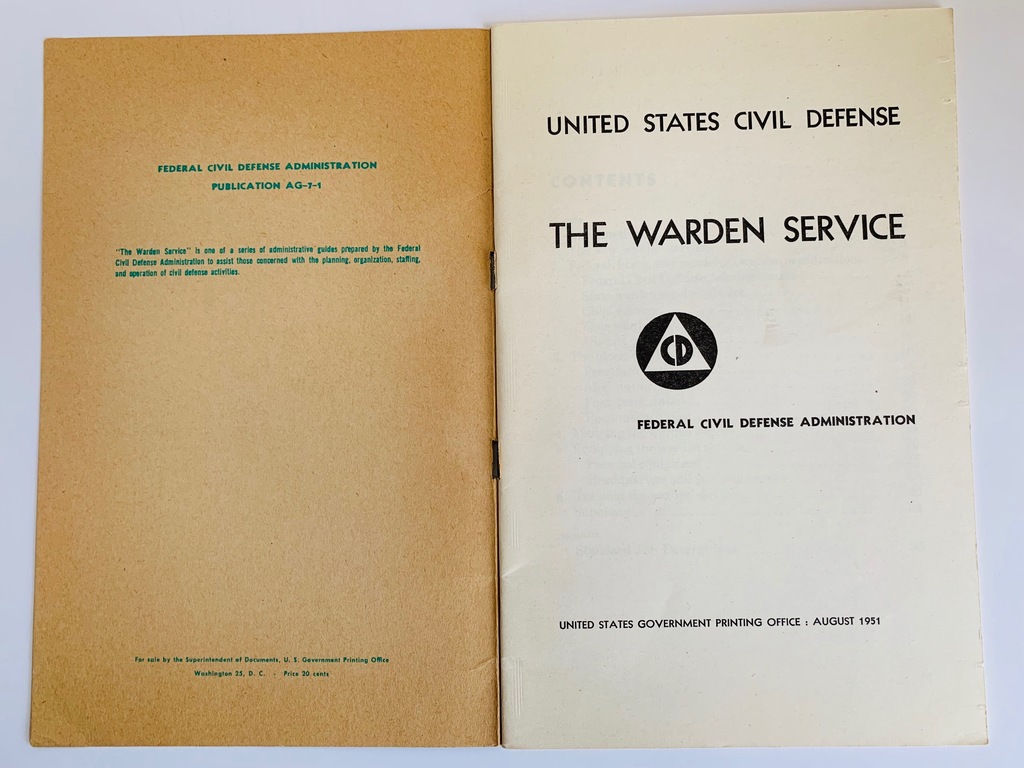 FEDERAL CIVIL DEFENSE ADMINISTRATION
PUBLICATION AG-7-1
"The Warden Service" is one of a series of administrative guides prepared by the Federal
Civil Defense Administration to assist those concerned with the planning, organization, staffing,
and operation of civil defense activities.
For sale by the Superintendent of Documents, U. S. Government Printing Office
Washington 25, D. C. - Price 20 cents
UNITED STATES CIVIL DEFENSE
CONTENTS
THE WARDEN SERVICE
CD
FEDERAL CIVIL DEFENSE ADMINISTRATION
UNITED STATES GOVERNMENT PRINTING OFFICE : AUGUST 1951